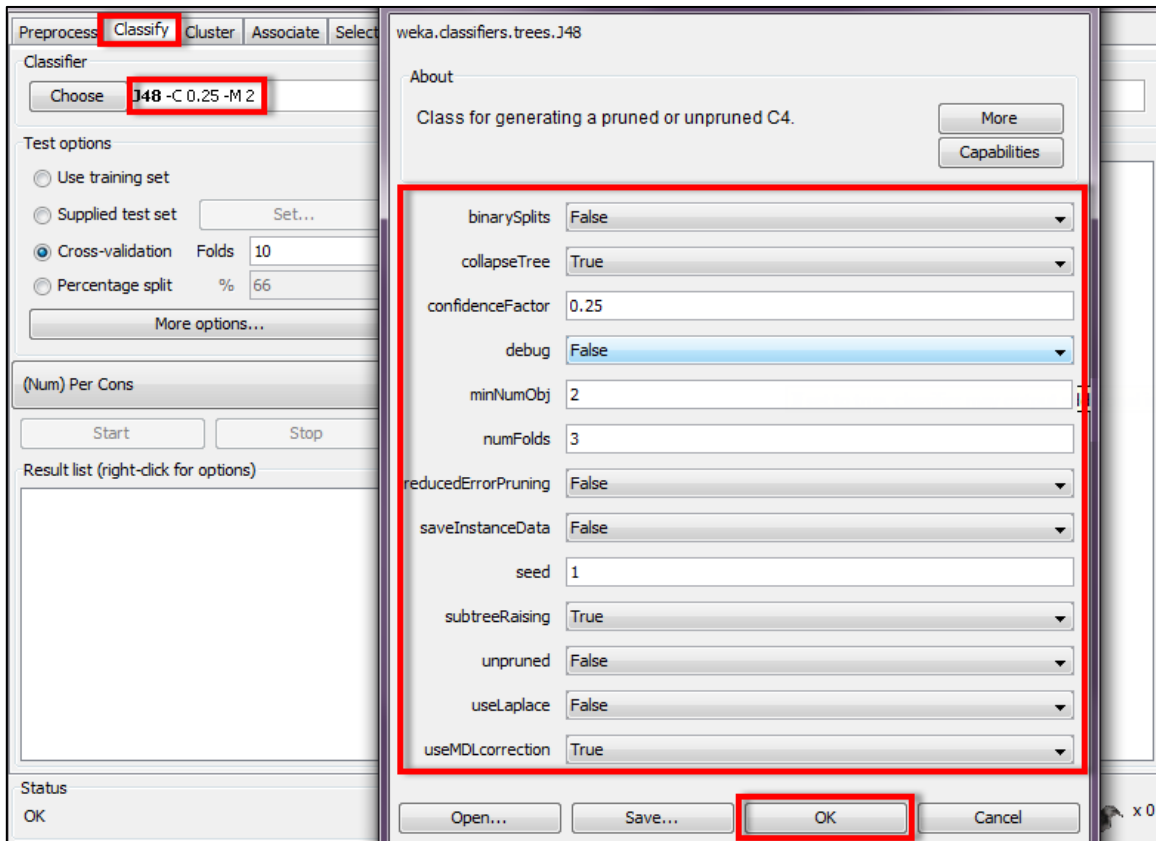 Preprocess Classify Cluster Associate Select
Classifier
Choose J48 -C 0.25 -M 2
Test options
Use training set
Supplied test set Set...
Cross-validation Folds 10
Percentage split % 66
More options...
(Num) Per Cons
Start Stop
Result list (right-click for options)
Status
OK
weka.classifiers.trees.J48
About
Class for generating a pruned or unpruned C4.
More
Capabilities
binarySplits False
collapseTree True
confidenceFactor 0.25
debug False
minNumObj 2
numFolds 3
reducedErrorPruning False
saveInstanceData False
seed 1
subtreeRaising True
unpruned False
useLaplace False
useMDLcorrection True
Open... Save... OK Cancel
x 0